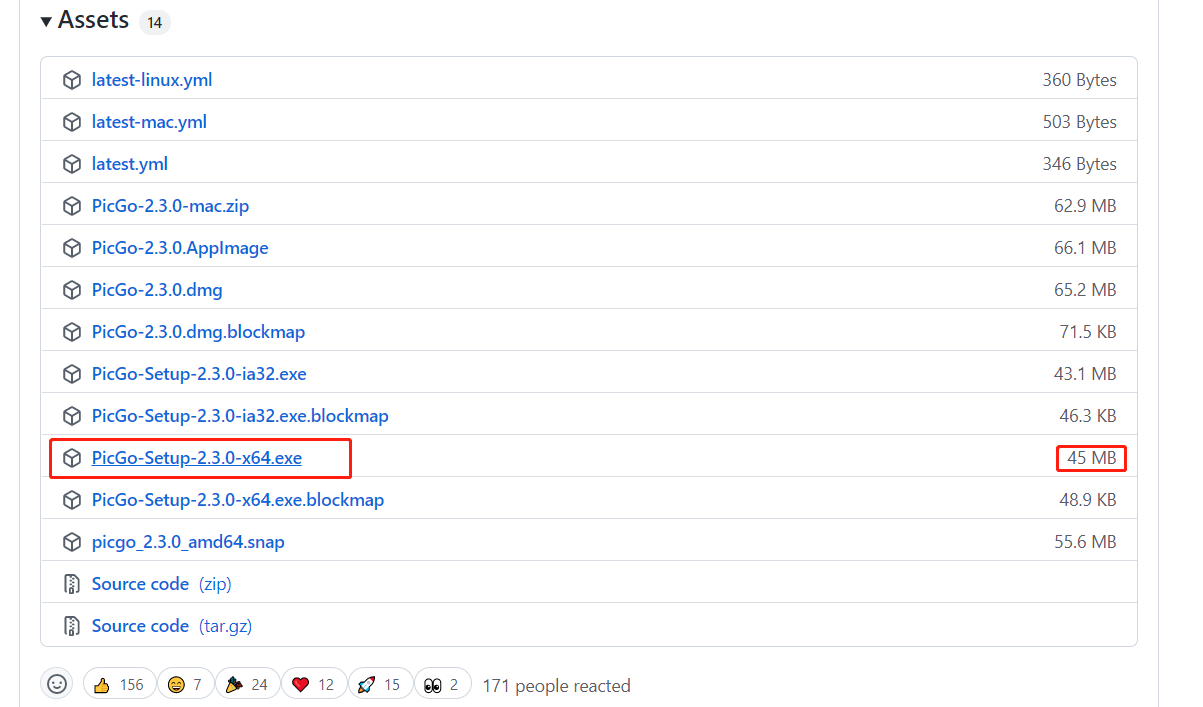 Assets 14
latest-linux.yml 360 Bytes
latest-mac.yml 503 Bytes
latest.yml 346 Bytes
PicGo-2.3.0-mac.zip 62.9 MB
PicGo-2.3.0.AppImage 66.1 MB
PicGo-2.3.0.dmg 65.2 MB
PicGo-2.3.0.dmg.blockmap 71.5 KB
PicGo-Setup-2.3.0-ia32.exe 43.1 MB
PicGo-Setup-2.3.0-ia32.exe.blockmap 46.3 KB
PicGo-Setup-2.3.0-x64.exe 45 MB
PicGo-Setup-2.3.0-x64.exe.blockmap 48.9 KB
picgo_2.3.0_amd64.snap 55.6 MB
Source code (zip)
Source code (tar.gz)
156 7 24 12 15 2 171 people reacted